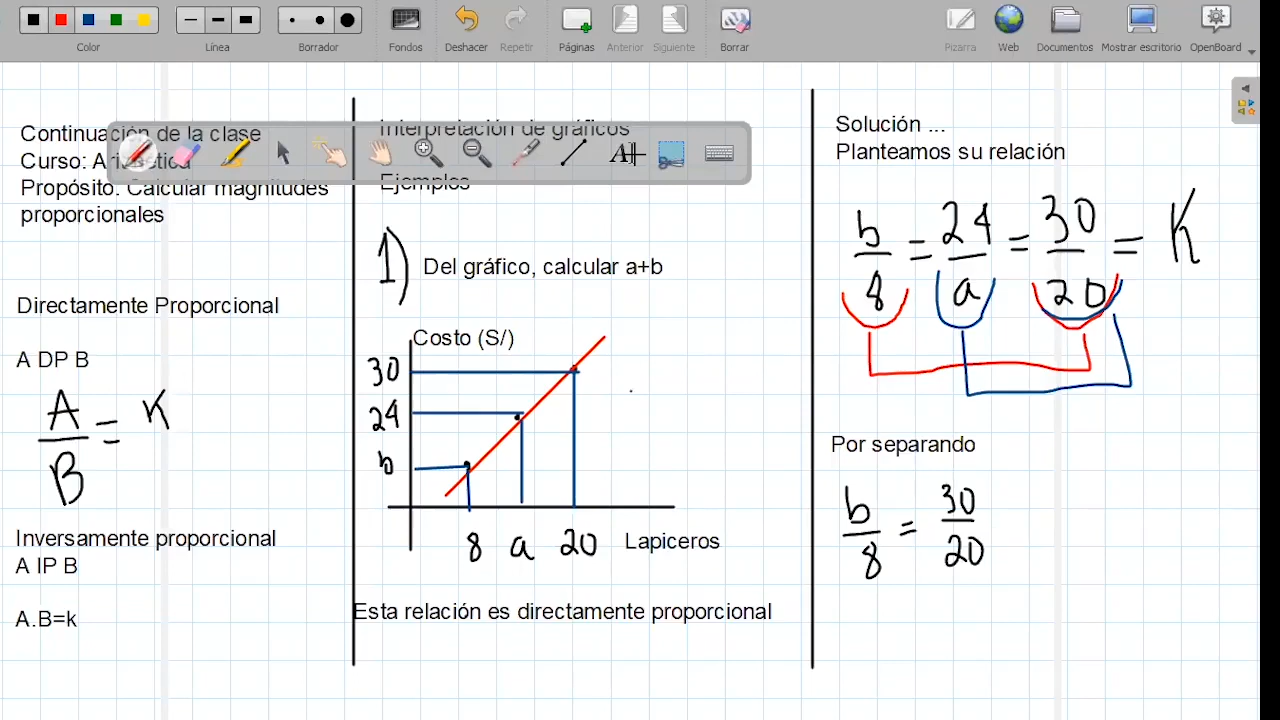 Color
Línea
Borrador
Fondos
Deshacer
Repetir
Páginas
Anterior
Siguiente
Borrar
Pizarra
Web
Documentos
Mostrar escritorio
OpenBoard
Continuación de la clase
Curso: Aritmética
Propósito: Calcular magnitudes
proporcionales
Directamente Proporcional
A DP B
A/B = K
Inversamente proporcional
A IP B
A.B=k
Interpretación de gráficos
Ejemplos
1) Del gráfico, calcular a+b
Costo (S/)
30
24
b
8 a 20 Lapiceros
Esta relación es directamente proporcional
Solución ...
Planteamos su relación
b/8 = 24/a = 30/20 = K
Por separando
b/8 = 30/20